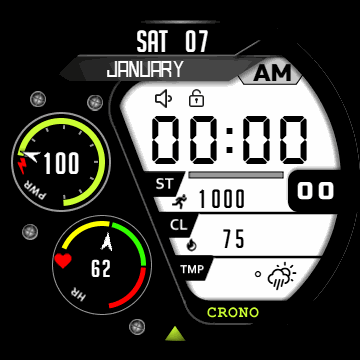 SAT 07
JANUARY
AM
00:00
00
ST
1000
CL
75
TMP
°
100
PWR
62
HR
CRONO